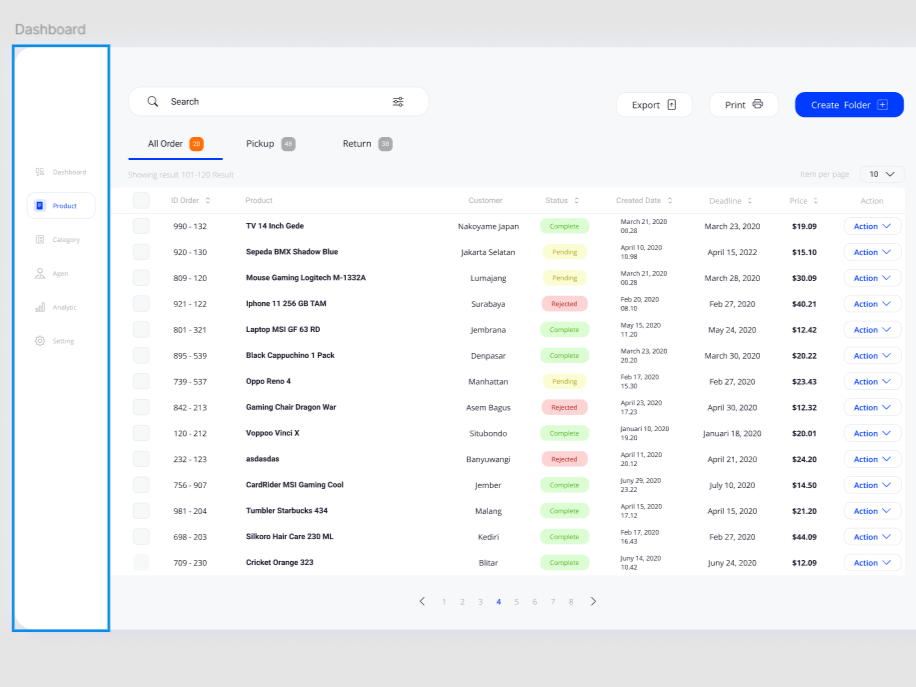 Dashboard
Search
Export
Print
Create Folder
All Order 20
Pickup 48
Return 38
Showing result 101-120 Result
Item per page 10
Dashboard
Product
Category
Agen
Analytic
Setting
ID Order Product Customer Status Created Date Deadline Price Action
990 - 132 TV 14 Inch Gede Nakoyame Japan Complete March 21, 2020 00.28 March 23, 2020 $19.09 Action
920 - 130 Sepeda BMX Shadow Blue Jakarta Selatan Pending April 10, 2020 10.98 April 15, 2022 $15.10 Action
809 - 120 Mouse Gaming Logitech M-1332A Lumajang Pending March 21, 2020 00.28 March 28, 2020 $30.09 Action
921 - 122 Iphone 11 256 GB TAM Surabaya Rejected Feb 20, 2020 08.10 Feb 27, 2020 $40.21 Action
801 - 321 Laptop MSI GF 63 RD Jembrana Complete May 15, 2020 11.20 May 24, 2020 $12.42 Action
895 - 539 Black Cappuchino 1 Pack Denpasar Complete March 23, 2020 20.20 March 30, 2020 $20.22 Action
739 - 537 Oppo Reno 4 Manhattan Pending Feb 17, 2020 15.30 Feb 27, 2020 $23.43 Action
842 - 213 Gaming Chair Dragon War Asem Bagus Rejected April 23, 2020 17.23 April 30, 2020 $12.32 Action
120 - 212 Voppoo Vinci X Situbondo Complete Januari 10, 2020 19.20 Januari 18, 2020 $20.01 Action
232 - 123 asdasdas Banyuwangi Rejected April 11, 2020 20.12 April 21, 2020 $24.20 Action
756 - 907 CardRider MSI Gaming Cool Jember Complete Juny 29, 2020 23.22 July 10, 2020 $14.50 Action
981 - 204 Tumbler Starbucks 434 Malang Complete April 15, 2020 17.12 April 15, 2020 $21.20 Action
698 - 203 Silkoro Hair Care 230 ML Kediri Complete Feb 17, 2020 16.43 Feb 27, 2020 $44.09 Action
709 - 230 Cricket Orange 323 Blitar Complete Juny 14, 2020 10.42 Juny 24, 2020 $12.09 Action
1 2 3 4 5 6 7 8